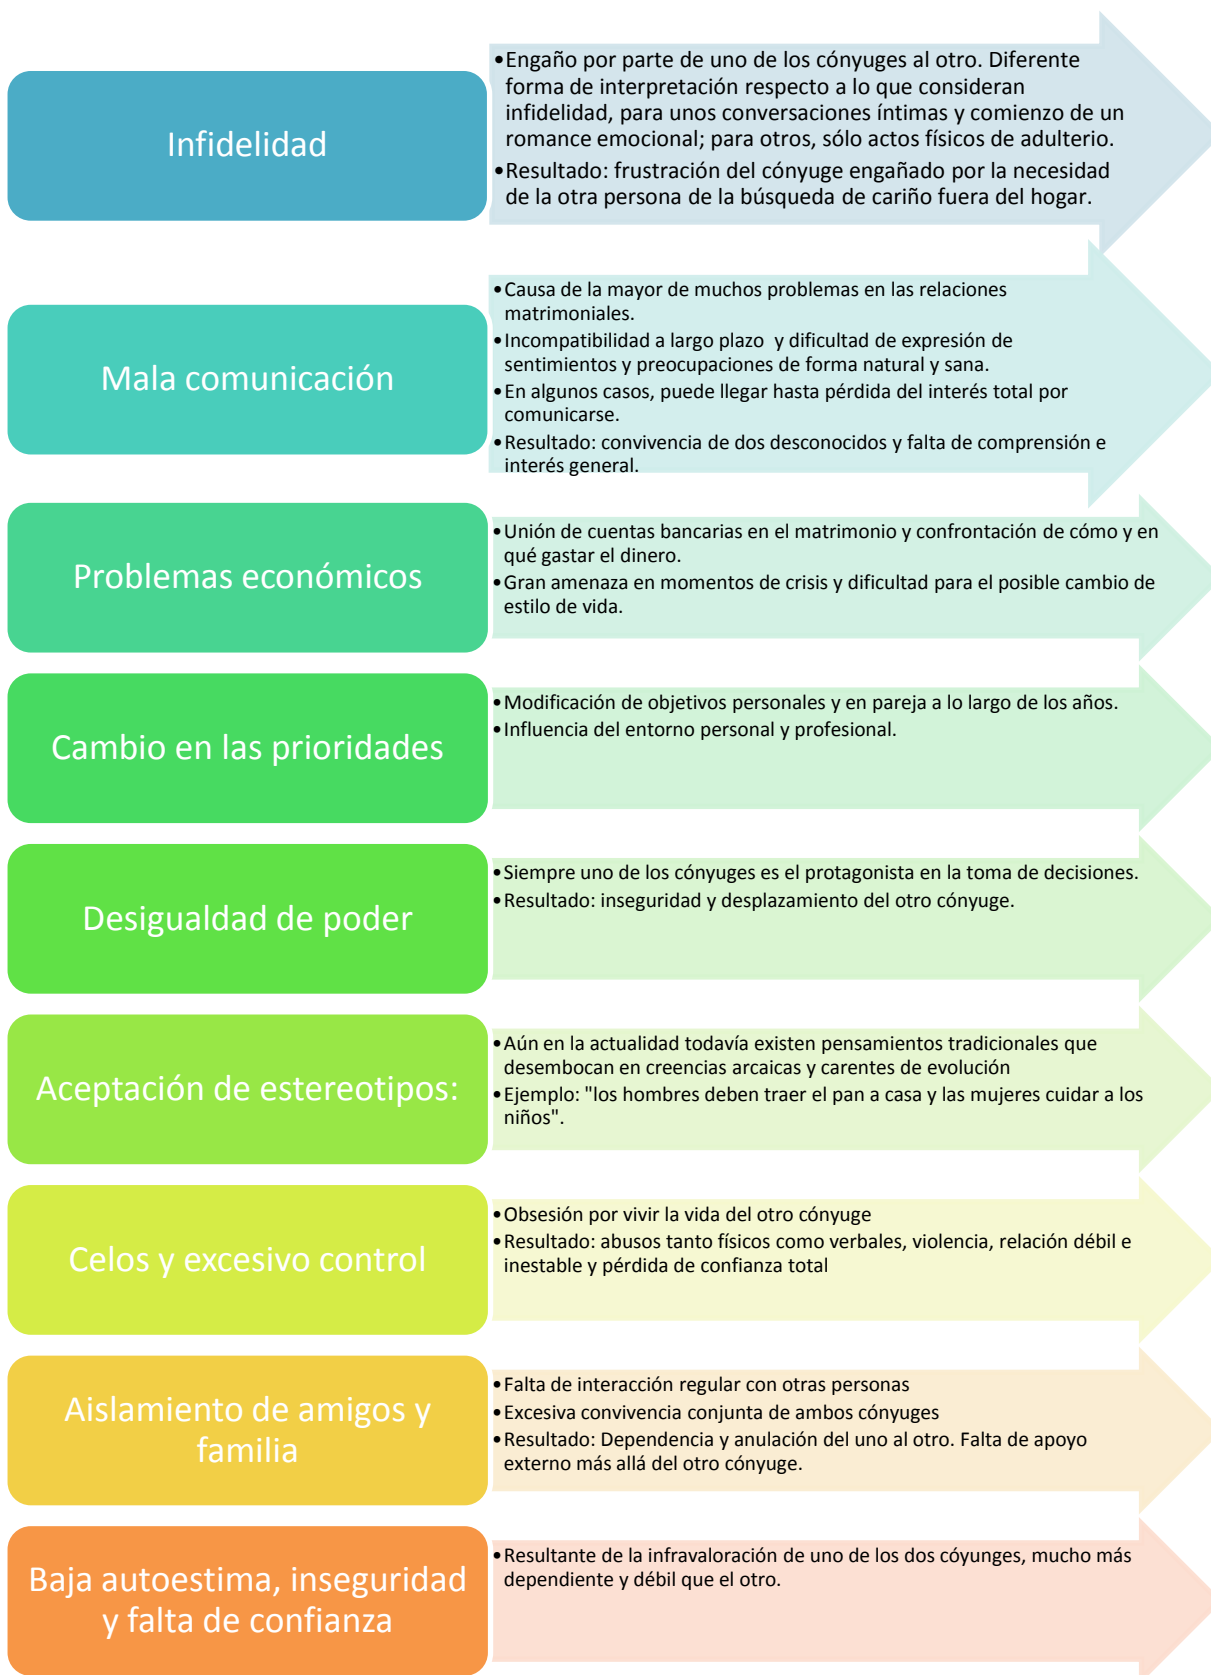 Infidelidad
•Engaño por parte de uno de los cónyuges al otro. Diferente
forma de interpretación respecto a lo que consideran
infidelidad, para unos conversaciones íntimas y comienzo de un
romance emocional; para otros, sólo actos físicos de adulterio.
•Resultado: frustración del cónyuge engañado por la necesidad
de la otra persona de la búsqueda de cariño fuera del hogar.
Mala comunicación
•Causa de la mayor de muchos problemas en las relaciones
matrimoniales.
•Incompatibilidad a largo plazo y dificultad de expresión de
sentimientos y preocupaciones de forma natural y sana.
•En algunos casos, puede llegar hasta pérdida del interés total por
comunicarse.
•Resultado: convivencia de dos desconocidos y falta de comprensión e
interés general.
Problemas económicos
•Unión de cuentas bancarias en el matrimonio y confrontación de cómo y en
qué gastar el dinero.
•Gran amenaza en momentos de crisis y dificultad para el posible cambio de
estilo de vida.
Cambio en las prioridades
•Modificación de objetivos personales y en pareja a lo largo de los años.
•Influencia del entorno personal y profesional.
Desigualdad de poder
•Siempre uno de los cónyuges es el protagonista en la toma de decisiones.
•Resultado: inseguridad y desplazamiento del otro cónyuge.
Aceptación de estereotipos:
•Aún en la actualidad todavía existen pensamientos tradicionales que
desembocan en creencias arcaicas y carentes de evolución
•Ejemplo: "los hombres deben traer el pan a casa y las mujeres cuidar a los
niños".
Celos y excesivo control
•Obsesión por vivir la vida del otro cónyuge
•Resultado: abusos tanto físicos como verbales, violencia, relación débil e
inestable y pérdida de confianza total
Aislamiento de amigos y
familia
•Falta de interacción regular con otras personas
•Excesiva convivencia conjunta de ambos cónyuges
•Resultado: Dependencia y anulación del uno al otro. Falta de apoyo
externo más allá del otro cónyuge.
Baja autoestima, inseguridad
y falta de confianza
•Resultante de la infravaloración de uno de los dos cóyunges, mucho más
dependiente y débil que el otro.